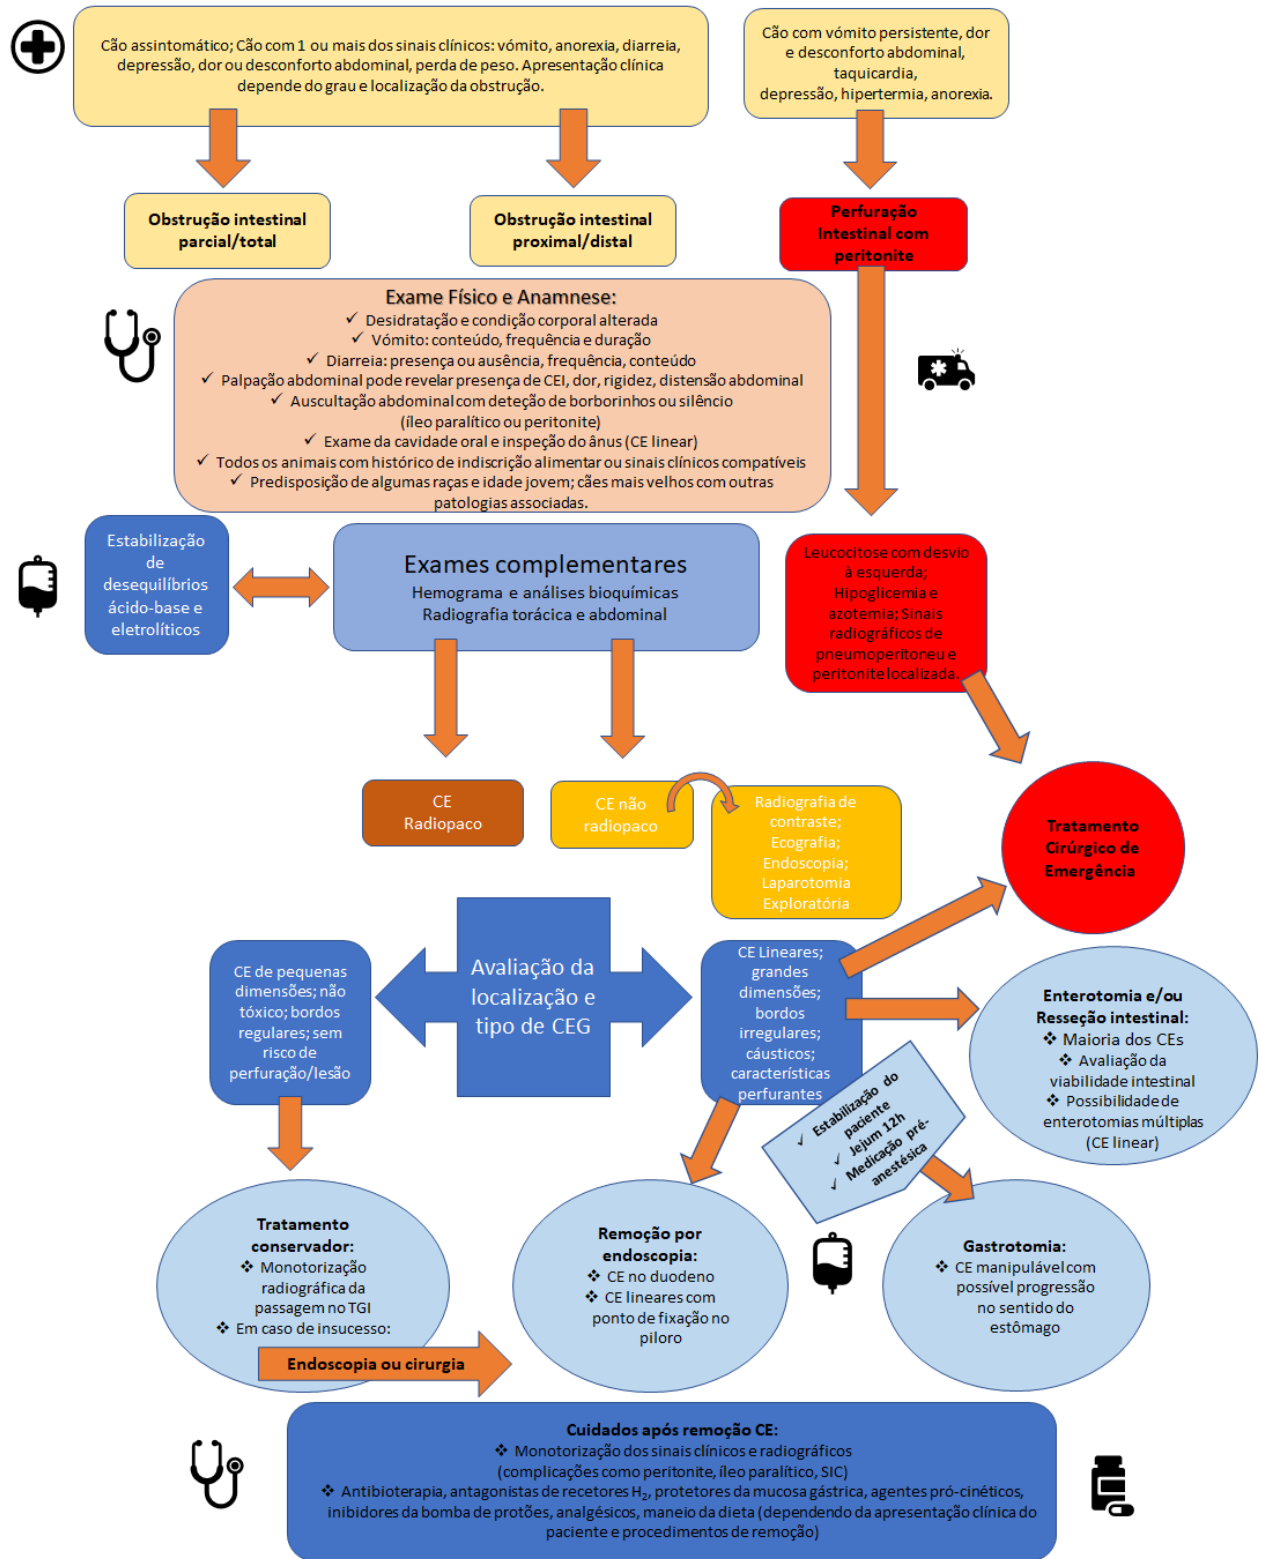 Cão assintomático; Cão com 1 ou mais dos sinais clínicos: vómito, anorexia, diarreia,
depressão, dor ou desconforto abdominal, perda de peso. Apresentação clínica
depende do grau e localização da obstrução.
Cão com vómito persistente, dor
e desconforto abdominal,
taquicardia,
depressão, hipertermia, anorexia.
Obstrução intestinal
parcial/total
Obstrução intestinal
proximal/distal
Perfuração
Intestinal com
peritonite
Exame Físico e Anamnese:
✓ Desidratação e condição corporal alterada
✓ Vómito: conteúdo, frequência e duração
✓ Diarreia: presença ou ausência, frequência, conteúdo
✓ Palpação abdominal pode revelar presença de CEI, dor, rigidez, distensão abdominal
✓ Auscultação abdominal com deteção de borborinhos ou silêncio
(íleo paralítico ou peritonite)
✓ Exame da cavidade oral e inspeção do ânus (CE linear)
✓ Todos os animais com histórico de indiscrição alimentar ou sinais clínicos compatíveis
✓ Predisposição de algumas raças e idade jovem; cães mais velhos com outras
patologias associadas.
Estabilização
de
desequilíbrios
ácido-base e
eletrolíticos
Exames complementares
Hemograma e análises bioquímicas
Radiografia torácica e abdominal
Leucocitose com desvio
à esquerda;
Hipoglicemia e
azotemia; Sinais
radiográficos de
pneumoperitoneu e
peritonite localizada.
CE
Radiopaco
CE não
radiopaco
Radiografia de
contraste;
Ecografia;
Endoscopia;
Laparotomia
Exploratória
Tratamento
Cirúrgico de
Emergência
CE de pequenas
dimensões; não
tóxico; bordos
regulares; sem
risco de
perfuração/lesão
Avaliação da
localização e
tipo de CEG
CE Lineares;
grandes
dimensões;
bordos
irregulares;
cáusticos;
características
perfurantes
Enterotomia e/ou
Resseção intestinal:
❖ Maioria dos CEs
❖ Avaliação da
viabilidade intestinal
❖ Possibilidade de
enterotomias múltiplas
(CE linear)
✓ Estabilização do
paciente
✓ Jejum 12h
✓ Medicação pré-
anestésica
Tratamento
conservador:
❖ Monotorização
radiográfica da
passagem no TGI
❖ Em caso de insucesso:
Endoscopia ou cirurgia
Remoção por
endoscopia:
❖ CE no duodeno
❖ CE lineares com
ponto de fixação no
piloro
Gastrotomia:
❖ CE manipulável com
possível progressão
no sentido do
estômago
Cuidados após remoção CE:
❖ Monotorização dos sinais clínicos e radiográficos
(complicações como peritonite, íleo paralítico, SIC)
❖ Antibioterapia, antagonistas de recetores H₂, protetores da mucosa gástrica, agentes pró-cinéticos,
inibidores da bomba de protões, analgésicos, maneio da dieta (dependendo da apresentação clínica do
paciente e procedimentos de remoção)